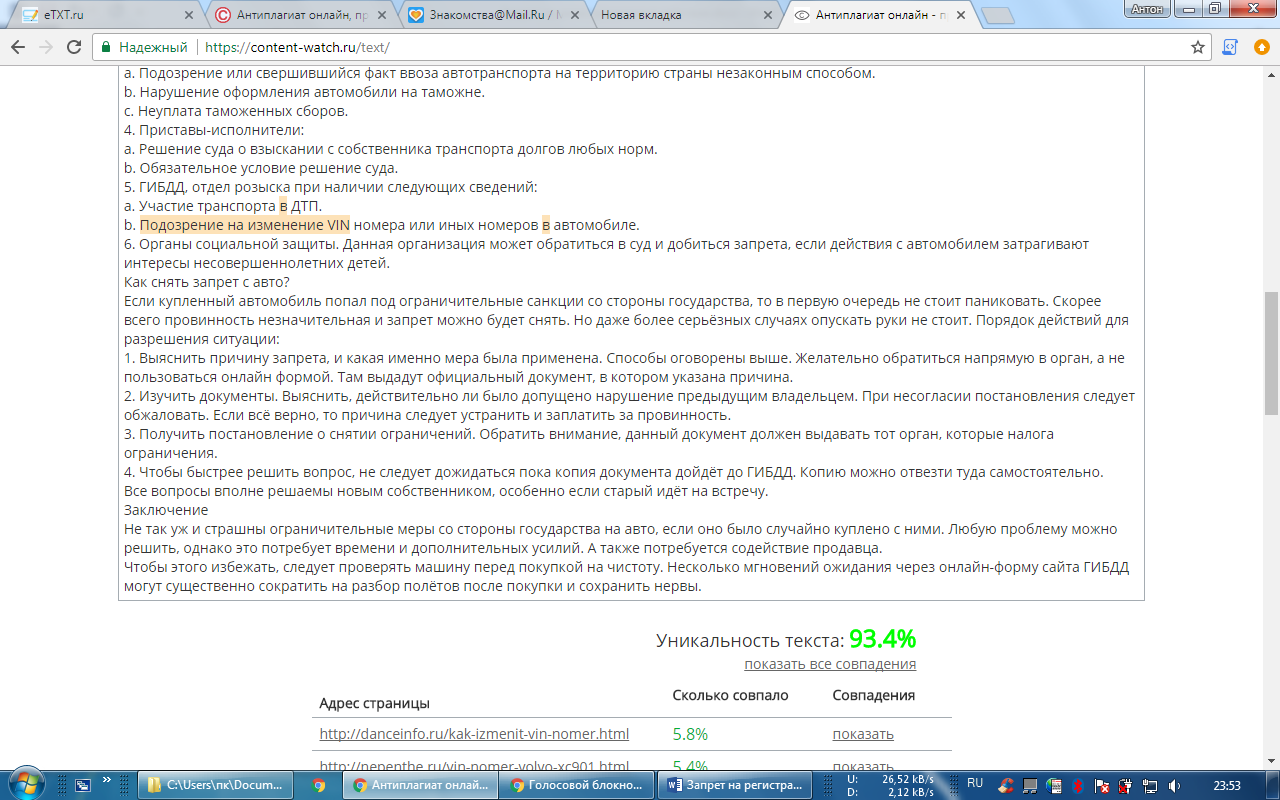 eTXT.ru
Антиплагиат онлайн, пр
Знакомства@Mail.Ru / М
Новая вкладка
Антиплагиат онлайн - п
Антон
Надежный
https://content-watch.ru/text/
a. Подозрение или свершившийся факт ввоза автотранспорта на территорию страны незаконным способом.
b. Нарушение оформления автомобили на таможне.
c. Неуплата таможенных сборов.
4. Приставы-исполнители:
a. Решение суда о взыскании с собственника транспорта долгов любых норм.
b. Обязательное условие решение суда.
5. ГИБДД, отдел розыска при наличии следующих сведений:
a. Участие транспорта в ДТП.
b. Подозрение на изменение VIN номера или иных номеров в автомобиле.
6. Органы социальной защиты. Данная организация может обратиться в суд и добиться запрета, если действия с автомобилем затрагивают
интересы несовершеннолетних детей.
Как снять запрет с авто?
Если купленный автомобиль попал под ограничительные санкции со стороны государства, то в первую очередь не стоит паниковать. Скорее
всего провинность незначительная и запрет можно будет снять. Но даже более серьёзных случаях опускать руки не стоит. Порядок действий для
разрешения ситуации:
1. Выяснить причину запрета, и какая именно мера была применена. Способы оговорены выше. Желательно обратиться напрямую в орган, а не
пользоваться онлайн формой. Там выдадут официальный документ, в котором указана причина.
2. Изучить документы. Выяснить, действительно ли было допущено нарушение предыдущим владельцем. При несогласии постановления следует
обжаловать. Если всё верно, то причина следует устранить и заплатить за провинность.
3. Получить постановление о снятии ограничений. Обратить внимание, данный документ должен выдавать тот орган, которые налога
ограничения.
4. Чтобы быстрее решить вопрос, не следует дожидаться пока копия документа дойдёт до ГИБДД. Копию можно отвезти туда самостоятельно.
Все вопросы вполне решаемы новым собственником, особенно если старый идёт на встречу.
Заключение
Не так уж и страшны ограничительные меры со стороны государства на авто, если оно было случайно куплено с ними. Любую проблему можно
решить, однако это потребует времени и дополнительных усилий. А также потребуется содействие продавца.
Чтобы этого избежать, следует проверять машину перед покупкой на чистоту. Несколько мгновений ожидания через онлайн-форму сайта ГИБДД
могут существенно сократить на разбор полётов после покупки и сохранить нервы.
Уникальность текста: 93.4%
показать все совпадения
Адрес страницы Сколько совпало Совпадения
http://danceinfo.ru/kak-izmenit-vin-nomer.html 5.8% показать
http://nepenthe.ru/vin-nomer-volvo-xc901.html 5.4% показать
C:\Users\пк\Docum...
Антиплагиат онлай...
Голосовой блокно...
Запрет на регистра...
U: 26,52 kB/s
D: 2,12 kB/s
RU
23:53